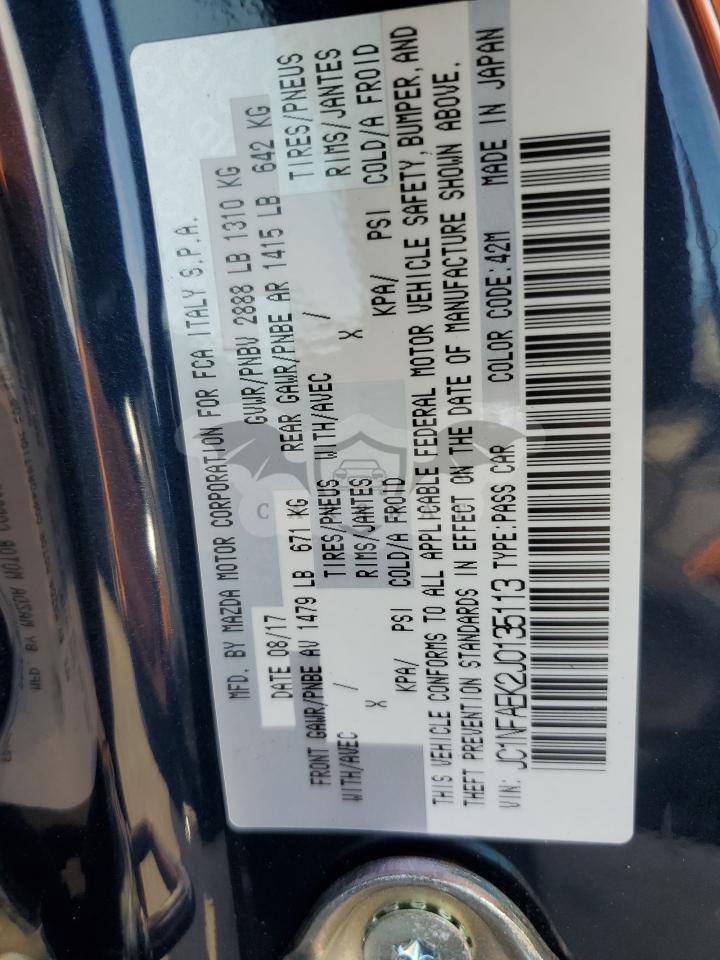 MFD. BY MAZDA MOTOR CORPORATION FOR FCA ITALY S.P.A.
DATE 08/17 GVWR/PNBV 2888 LB 1310 KG
FRONT GAWR/PNBE AV 1479 LB 671 KG REAR GAWR/PNBE AR 1415 LB 642 KG
WITH/AVEC TIRES/PNEUS WITH/AVEC TIRES/PNEUS
/ RIMS/JANTES / RIMS/JANTES
X COLD/A FROID X COLD/A FROID
KPA/ PSI KPA/ PSI
THIS VEHICLE CONFORMS TO ALL APPLICABLE FEDERAL MOTOR VEHICLE SAFETY, BUMPER, AND
THEFT PREVENTION STANDARDS IN EFFECT ON THE DATE OF MANUFACTURE SHOWN ABOVE.
VIN: JC1NFAEK2J0135113 TYPE: PASS CAR COLOR CODE: 42M MADE IN JAPAN